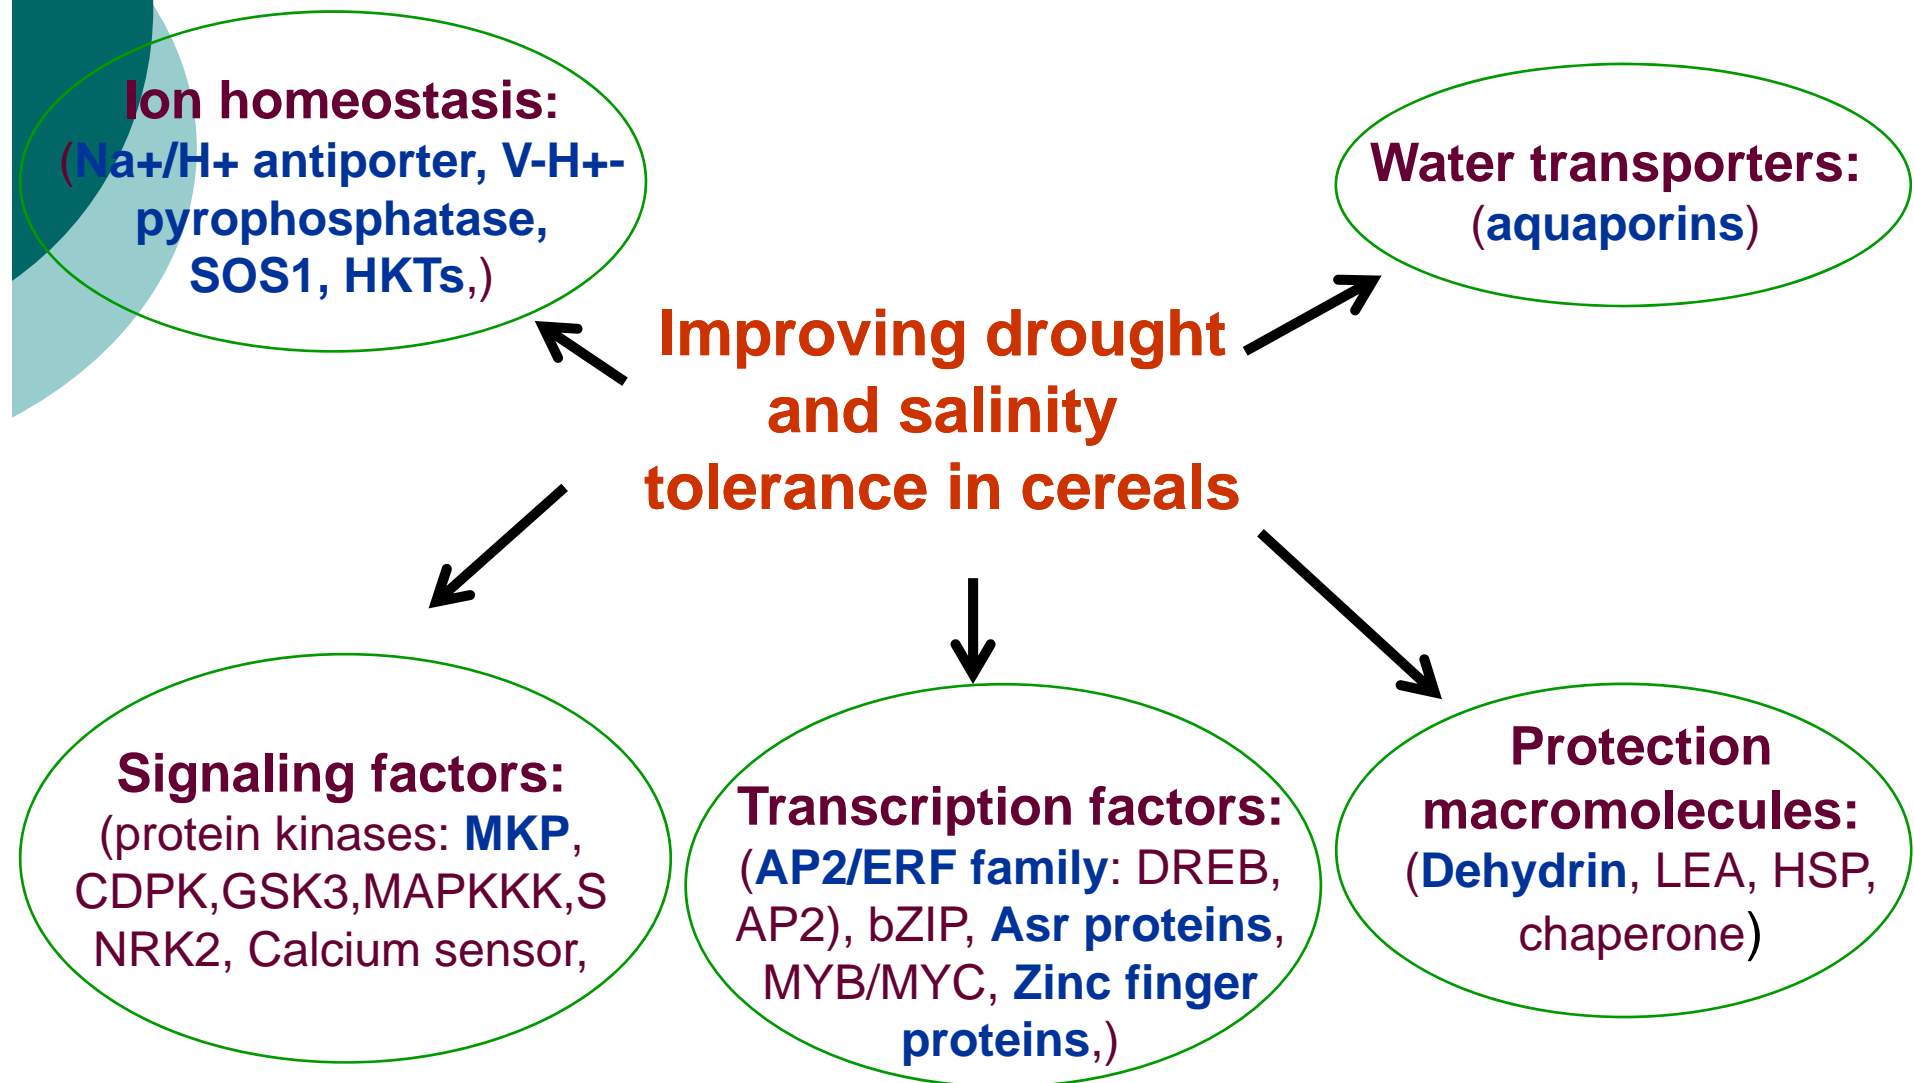 Ion homeostasis:
(Na+/H+ antiporter, V-H+-
pyrophosphatase,
SOS1, HKTs,)
Water transporters:
(aquaporins)
Improving drought
and salinity
tolerance in cereals
Signaling factors:
(protein kinases: MKP,
CDPK,GSK3,MAPKKK,S
NRK2, Calcium sensor,
Transcription factors:
(AP2/ERF family: DREB,
AP2), bZIP, Asr proteins,
MYB/MYC, Zinc finger
proteins,)
Protection
macromolecules:
(Dehydrin, LEA, HSP,
chaperone)